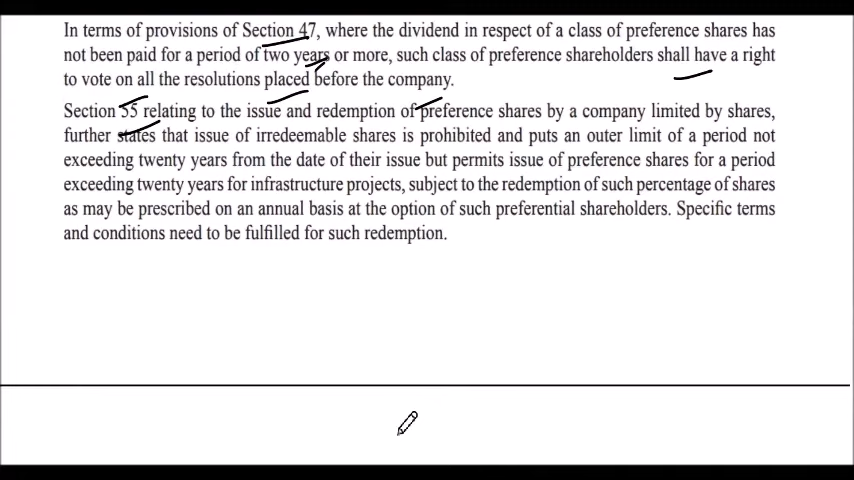 In terms of provisions of Section 47, where the dividend in respect of a class of preference shares has
not been paid for a period of two years or more, such class of preference shareholders shall have a right
to vote on all the resolutions placed before the company.
Section 55 relating to the issue and redemption of preference shares by a company limited by shares,
further states that issue of irredeemable shares is prohibited and puts an outer limit of a period not
exceeding twenty years from the date of their issue but permits issue of preference shares for a period
exceeding twenty years for infrastructure projects, subject to the redemption of such percentage of shares
as may be prescribed on an annual basis at the option of such preferential shareholders. Specific terms
and conditions need to be fulfilled for such redemption.